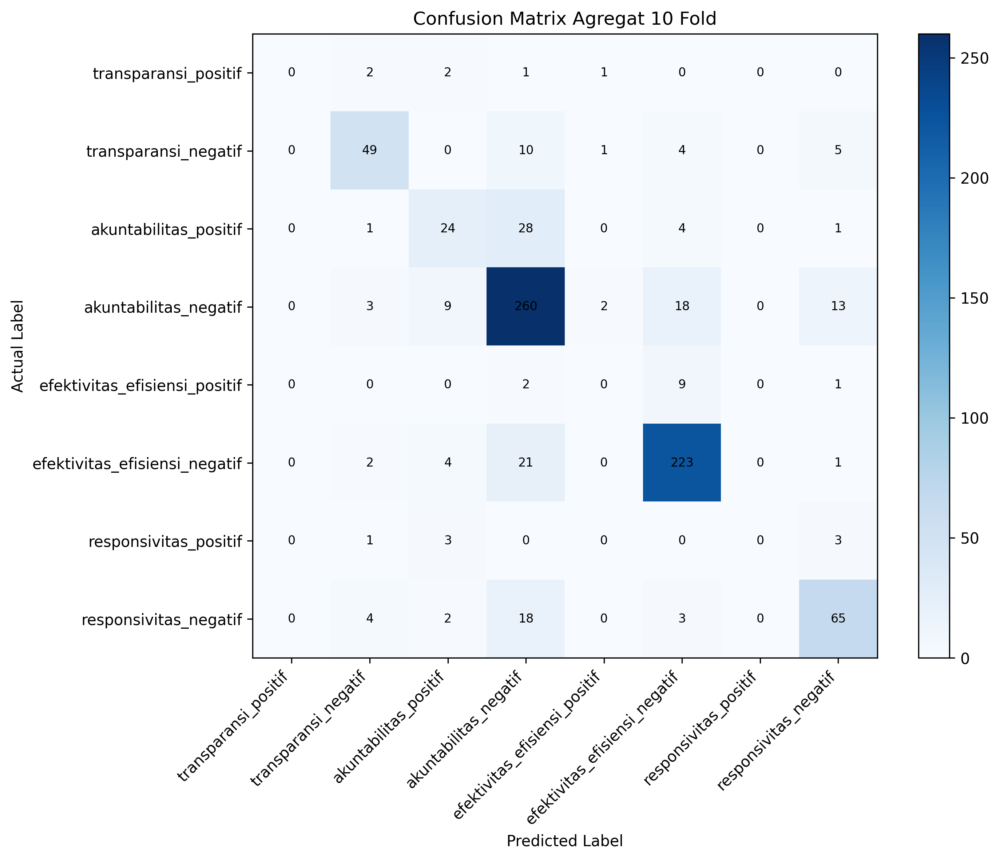 Confusion Matrix Agregat 10 Fold
Actual Label
transparansi_positif 0 2 2 1 1 0 0 0
transparansi_negatif 0 49 0 10 1 4 0 5
akuntabilitas_positif 0 1 24 28 0 4 0 1
akuntabilitas_negatif 0 3 9 260 2 18 0 13
efektivitas_efisiensi_positif 0 0 0 2 0 9 0 1
efektivitas_efisiensi_negatif 0 2 4 21 0 223 0 1
responsivitas_positif 0 1 3 0 0 0 0 3
responsivitas_negatif 0 4 2 18 0 3 0 65
transparansi_positif
transparansi_negatif
akuntabilitas_positif
akuntabilitas_negatif
efektivitas_efisiensi_positif
efektivitas_efisiensi_negatif
responsivitas_positif
responsivitas_negatif
Predicted Label
250
200
150
100
50
0